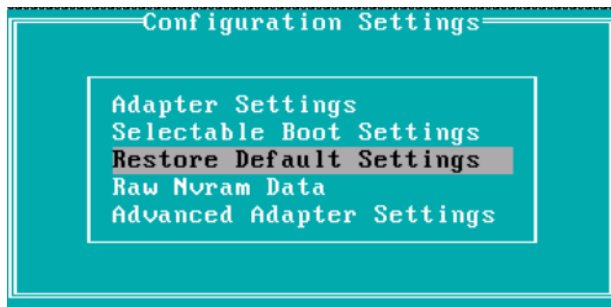 Configuration Settings
Adapter Settings
Selectable Boot Settings
Restore Default Settings
Raw Nvram Data
Advanced Adapter Settings